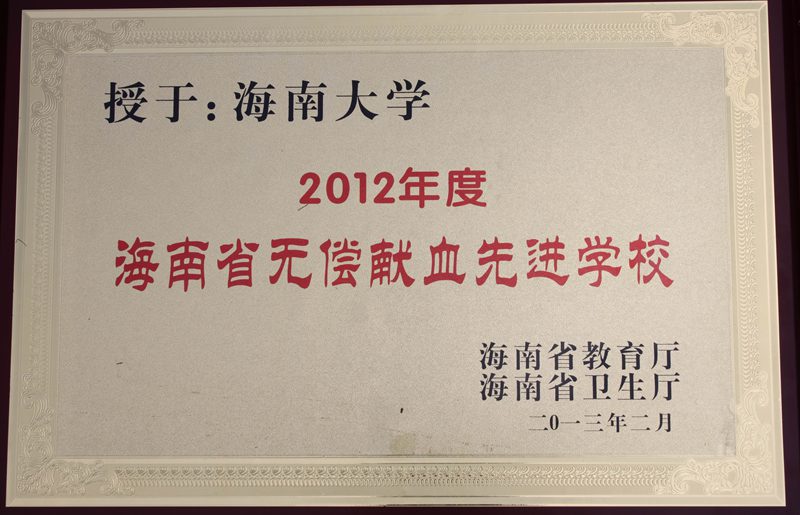 授于:海南大学
2012年度
海南省无偿献血先进学校
海南省教育厅
海南省卫生厅
二0一三年二月